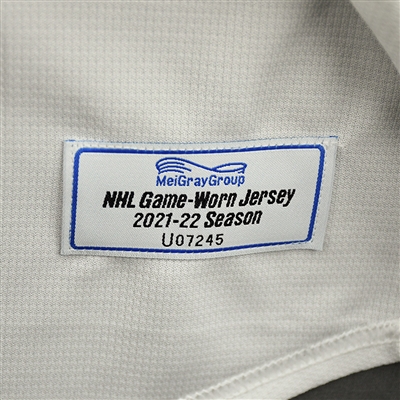 MeiGrayGroup
NHL Game-Worn Jersey
2021-22 Season
U07245